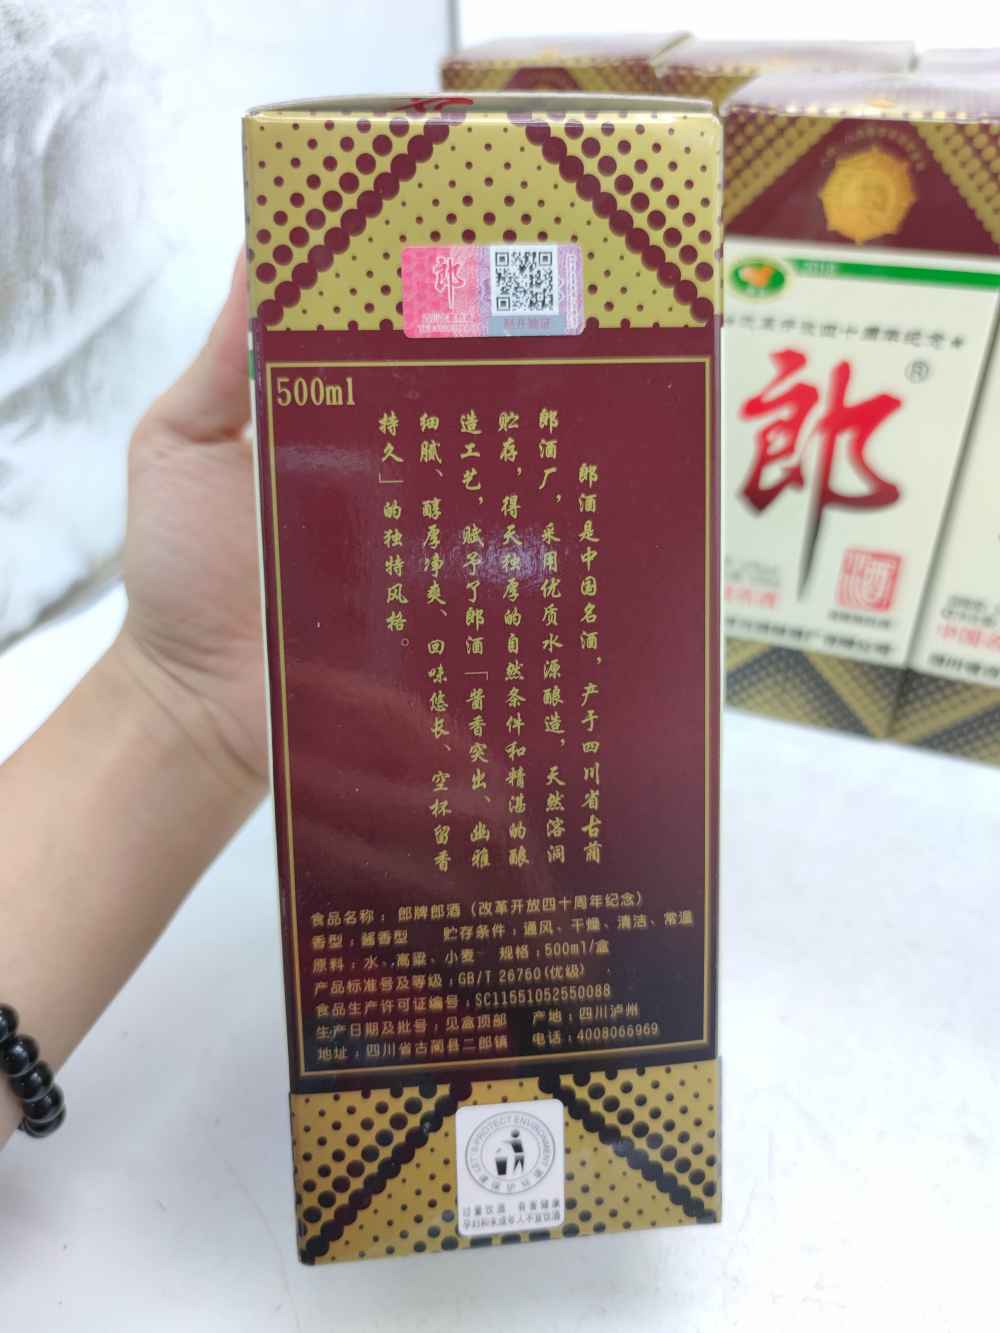 郎
500ml
郎酒是中国名酒，产于四川省古蔺
郎酒厂，采用优质水源酿造，天然溶洞
贮存，得天独厚的自然条件和精湛的酿
造工艺，赋予了郎酒「酱香突出、幽雅
细腻、醇厚净爽、回味悠长、空杯留香
持久」的独特风格。
食品名称：郎牌郎酒（改革开放四十周年纪念）
香型：酱香型 贮存条件：通风、干燥、清洁、常温
原料：水、高粱、小麦 规格：500ml/盒
产品标准号及等级：GB/T 26760(优级)
食品生产许可证编号：SC11551052550088
生产日期及批号：见盒顶部 产地：四川泸州
地址：四川省古蔺县二郎镇 电话：4008066969
PROTECT ENVIRONMENT
郎®
酒